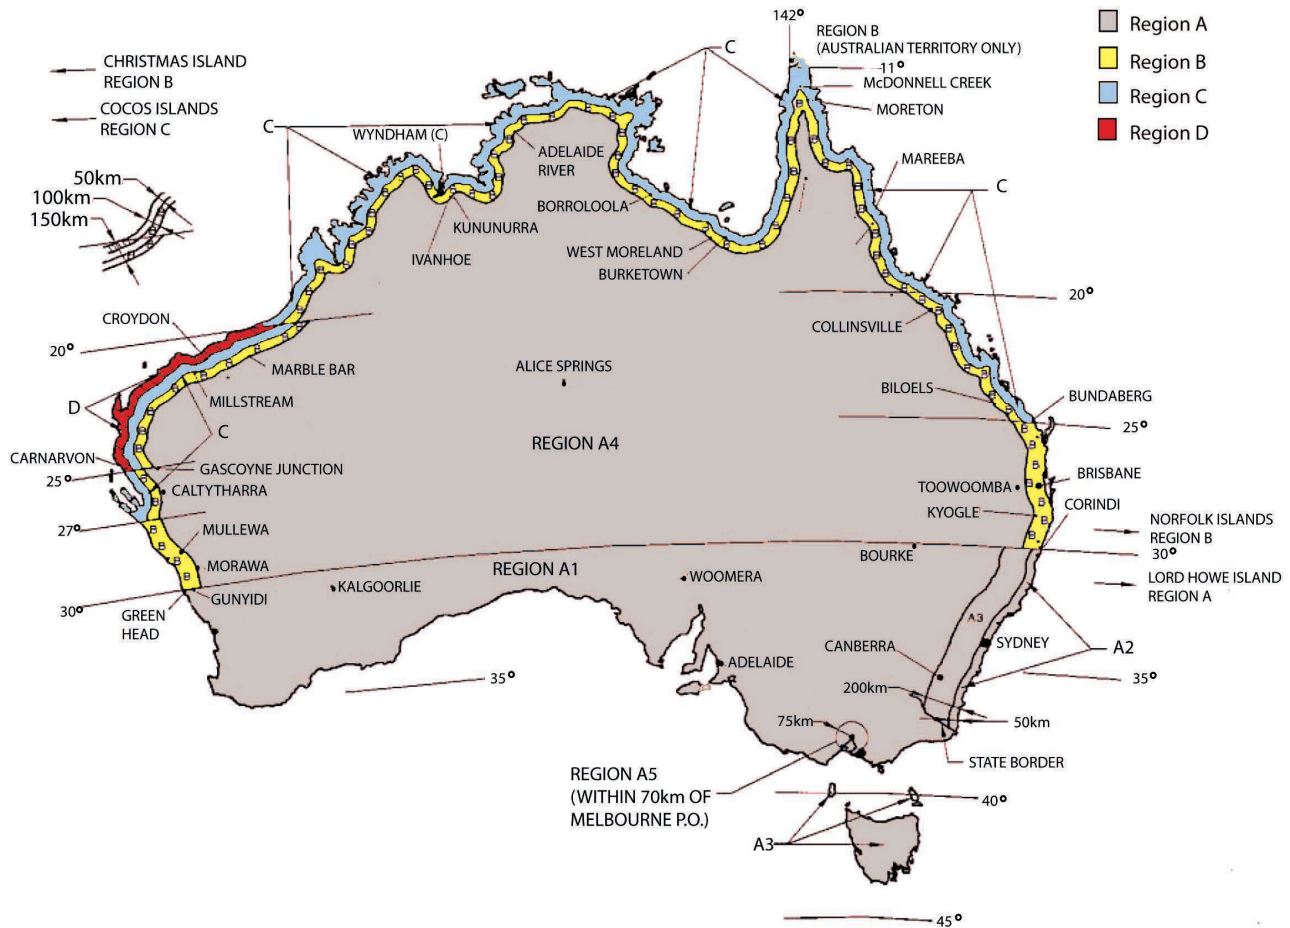 142°
REGION B
(AUSTRALIAN TERRITORY ONLY)
11°
McDONNELL CREEK
MORETON
Region A
Region B
Region C
Region D
CHRISTMAS ISLAND
REGION B
COCOS ISLANDS
REGION C
C
C
WYNDHAM (C)
ADELAIDE
RIVER
MAREEBA
C
50km
100km
150km
BORROLOOLA
KUNUNURRA
IVANHOE
WEST MORELAND
BURKETOWN
20°
CROYDON
20°
COLLINSVILLE
MARBLE BAR
ALICE SPRINGS
MILLSTREAM
D
C
BILOELS
BUNDABERG
25°
REGION A4
CARNARVON
GASCOYNE JUNCTION
25°
CALTYTHARRA
TOOWOOMBA
BRISBANE
KYOGLE
CORINDI
27°
MULLEWA
NORFOLK ISLANDS
REGION B
30°
BOURKE
MORAWA
REGION A1
WOOMERA
KALGOORLIE
LORD HOWE ISLAND
REGION A
30°
GUNYIDI
GREEN
HEAD
A3
CANBERRA
SYDNEY
A2
ADELAIDE
35°
35°
200km
50km
75km
STATE BORDER
REGION A5
(WITHIN 70km OF
MELBOURNE P.O.)
40°
A3
45°
B
B
B
B
B
B
B
B
B
B
B
B